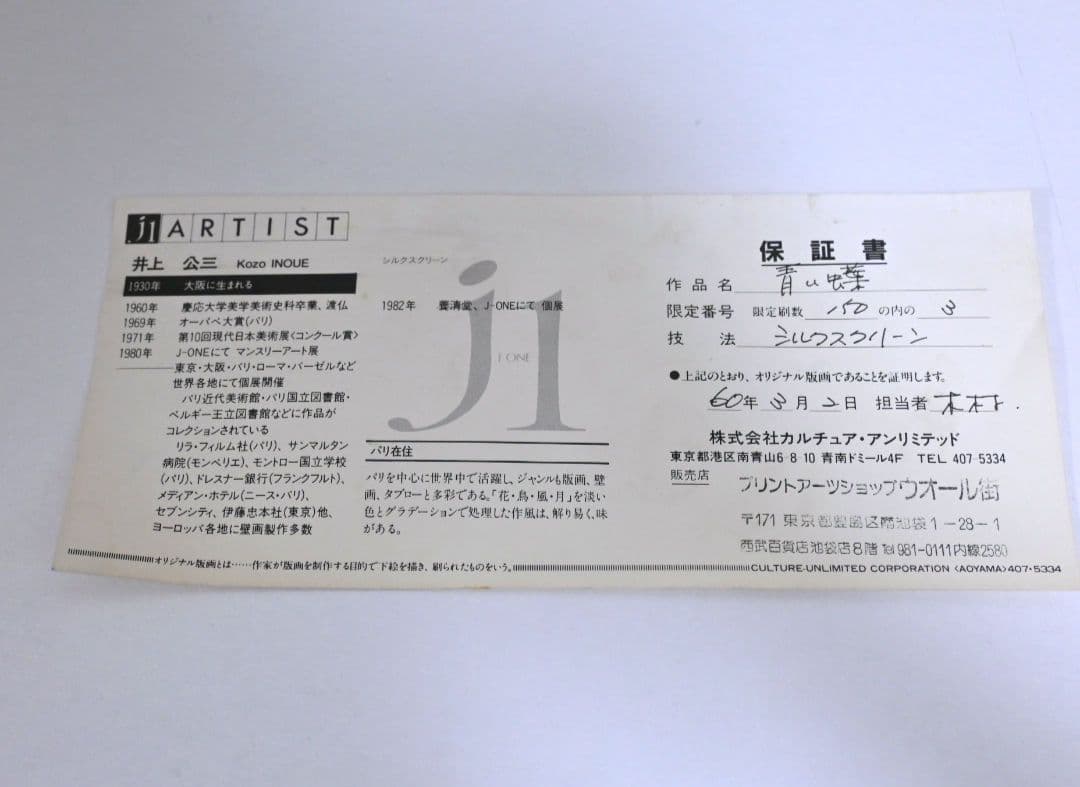 j1 ARTIST
井上 公三 Kozo INOUE
1930年 大阪に生まれる
1960年 慶応大学美学美術史科卒業、渡仏
1969年 オーバペ大賞(パリ)
1971年 第10回現代日本美術展〈コンクール賞〉
1980年 J-ONEにて マンスリーアート展
東京・大阪・パリ・ローマ・バーゼルなど
世界各地にて個展開催
パリ近代美術館・パリ国立図書館・
ベルギー王立図書館などに作品が
コレクションされている
リラ・フィルム社(パリ)、サンマルタン
病院(モンペリエ)、モントロー国立学校
(パリ)、ドレスナー銀行(フランクフルト)、
メディアン・ホテル(ニース・パリ)、
セブンシティ、伊藤忠本社(東京)他、
ヨーロッパ各地に壁画製作多数
シルクスクリーン
1982年 養清堂、J-ONEにて 個展
j1
J ONE
パリ在住
パリを中心に世界中で活躍し、ジャンルも版画、壁
画、タブローと多彩である。「花・鳥・風・月」を淡い
色とグラデーションで処理した作風は、解り易く、味
がある。
保証書
作品名 青い蝶
限定番号 限定刷数 150 の内の 3
技法 シルクスクリーン
●上記のとおり、オリジナル版画であることを証明します。
60年 3月 2日 担当者 木村.
株式会社カルチュア・アンリミテッド
東京都港区南青山6-8-10 青南ドミール4F TEL 407-5334
販売店 プリントアーツショップウオール街
〒171 東京都豊島区南池袋1-28-1
西武百貨店池袋店8階 Tel 981-0111内線2580
オリジナル版画とは……作家が版画を制作する目的で下絵を描き、刷られたものをいう。
CULTURE-UNLIMITED CORPORATION 〈AOYAMA〉407・5334